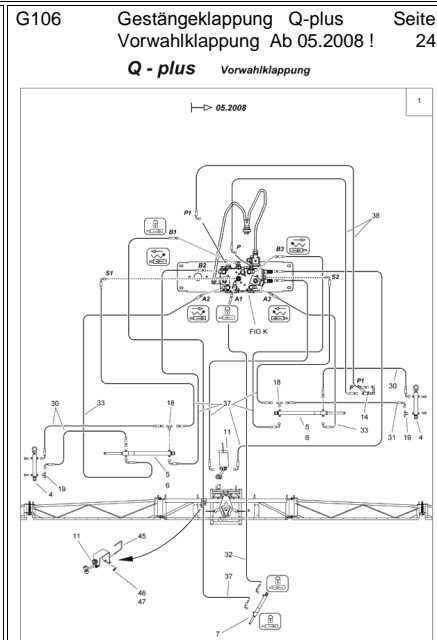 G106 Gestängeklappung Q-plus Seite
Vorwahlklappung Ab 05.2008 ! 24
Q - plus Vorwahlklappung
05.2008
1
P1
P
38
B1
B3
B2
S1
S2
A2
A1
A3
FIG K
18
37
18
P
P1
30
33
30
14
11
5
33
31
19
4
6
5
6
4
19
11
45
32
37
46
47
7